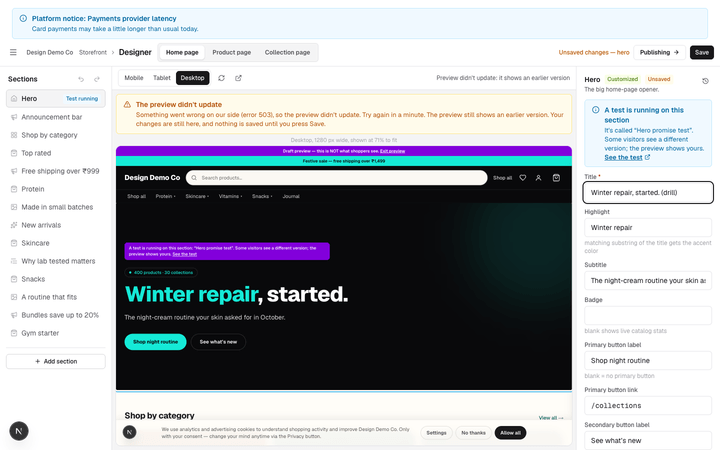 Platform notice: Payments provider latency
Card payments may take a little longer than usual today.
Design Demo Co
Storefront
Designer
Home page
Product page
Collection page
Unsaved changes — hero
Publishing →
Save
Sections
Hero
Test running
Announcement bar
Shop by category
Top rated
Free shipping over ₹999
Protein
Made in small batches
New arrivals
Skincare
Why lab tested matters
Snacks
A routine that fits
Bundles save up to 20%
Gym starter
+ Add section
N
Mobile
Tablet
Desktop
Preview didn't update: it shows an earlier version
The preview didn't update
Something went wrong on our side (error 503), so the preview didn't update. Try again in a minute. The preview still shows an earlier version. Your
changes are still here, and nothing is saved until you press Save.
Desktop, 1280 px wide, shown at 71% to fit
Draft preview — this is NOT what shoppers see. Exit preview
Festive sale — free shipping over ₹1,499
Design Demo Co
Search products...
Shop all
Shop all
Protein
Skincare
Vitamins
Snacks
Journal
A test is running on this section: "Hero promise test". Some visitors see a different version; the
preview shows yours. See the test
400 products · 30 collections
Winter repair, started.
The night-cream routine your skin asked for in October.
Shop night routine
See what's new
Shop by category
View all →
N
We use analytics and advertising cookies to understand shopping activity and improve Design Demo Co. Only
with your consent — change your mind anytime via the Privacy button.
Settings
No thanks
Allow all
Hero
Customized
Unsaved
The big home-page opener.
A test is running on this
section
It's called "Hero promise test".
Some visitors see a different
version; the preview shows yours.
See the test
Title *
Winter repair, started. (drill)
Highlight
Winter repair
matching substring of the title gets the accent
color
Subtitle
The night-cream routine your skin as
Badge
blank shows live catalog stats
Primary button label
Shop night routine
blank = no primary button
Primary button link
/collections
Secondary button label
See what's new